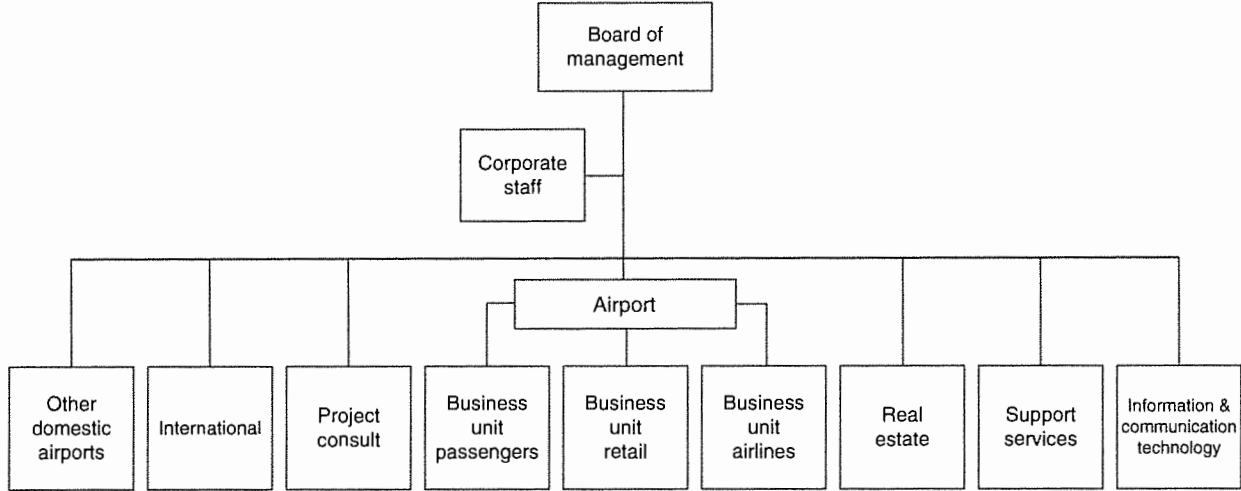 Board of
management
Corporate
staff
Airport
Other
domestic
airports
International
Project
consult
Business
unit
passengers
Business
unit
retail
Business
unit
airlines
Real
estate
Support
services
Information &
communication
technology